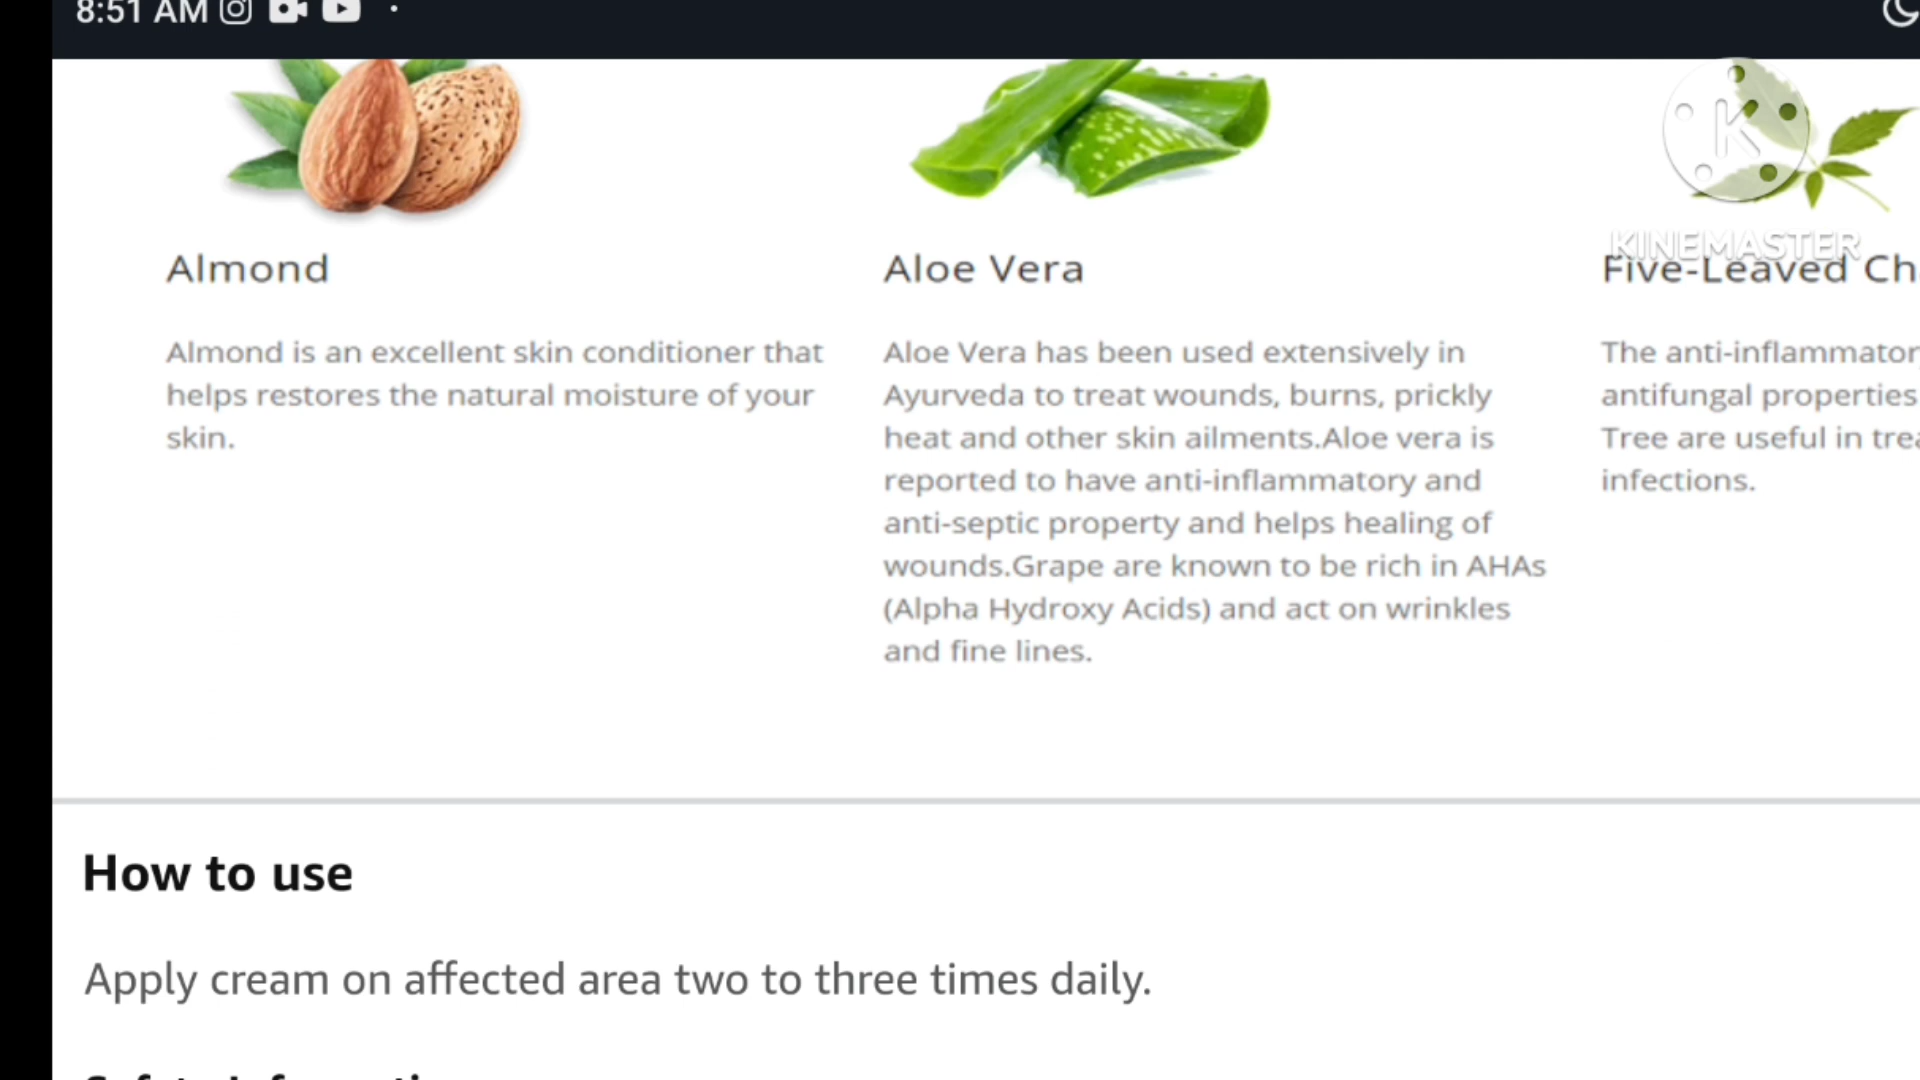 8:51 AM
KINEMASTER
Almond
Almond is an excellent skin conditioner that
helps restores the natural moisture of your
skin.
Aloe Vera
Aloe Vera has been used extensively in
Ayurveda to treat wounds, burns, prickly
heat and other skin ailments.Aloe vera is
reported to have anti-inflammatory and
anti-septic property and helps healing of
wounds.Grape are known to be rich in AHAs
(Alpha Hydroxy Acids) and act on wrinkles
and fine lines.
Five-Leaved
The
antifungal properties
Tree are useful in
infections.
How to use
Apply cream on affected area two to three times daily.